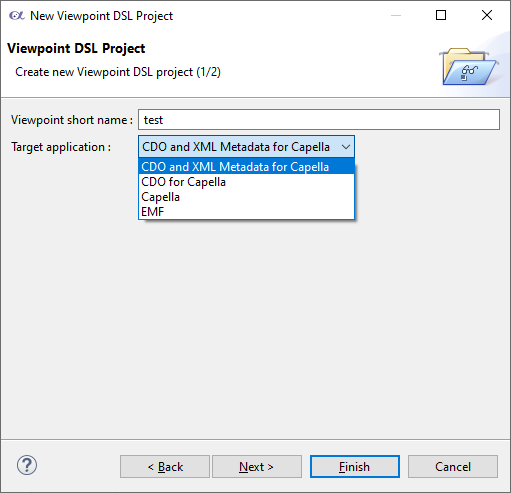 New Viewpoint DSL Project
Viewpoint DSL Project
Create new Viewpoint DSL project (1/2)
Viewpoint short name : test
Target application : CDO and XML Metadata for Capella
CDO and XML Metadata for Capella
CDO for Capella
Capella
EMF
? < Back Next > Finish Cancel